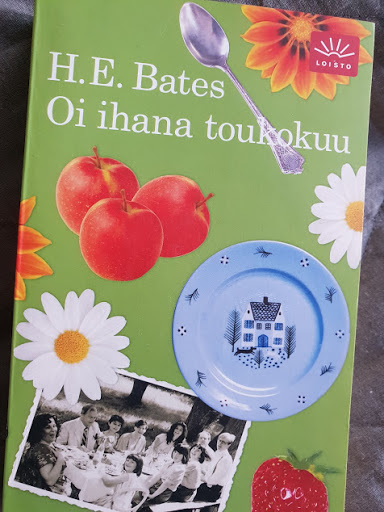 LOISTO
H.E. Bates
Oi ihana toukokuu